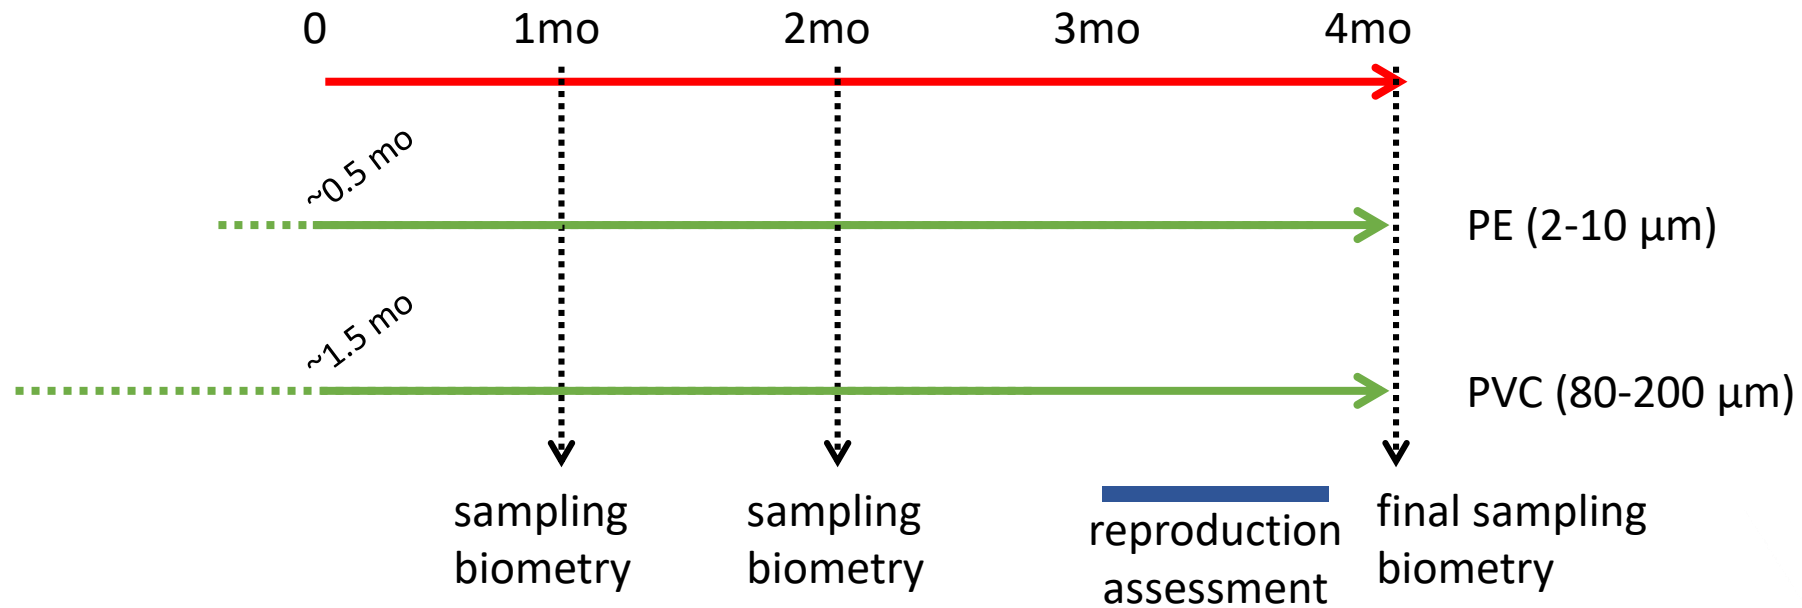 0 1mo 2mo 3mo 4mo
~0.5 mo
PE (2-10 µm)
~1.5 mo
PVC (80-200 µm)
sampling
biometry
sampling
biometry
reproduction
assessment
final sampling
biometry